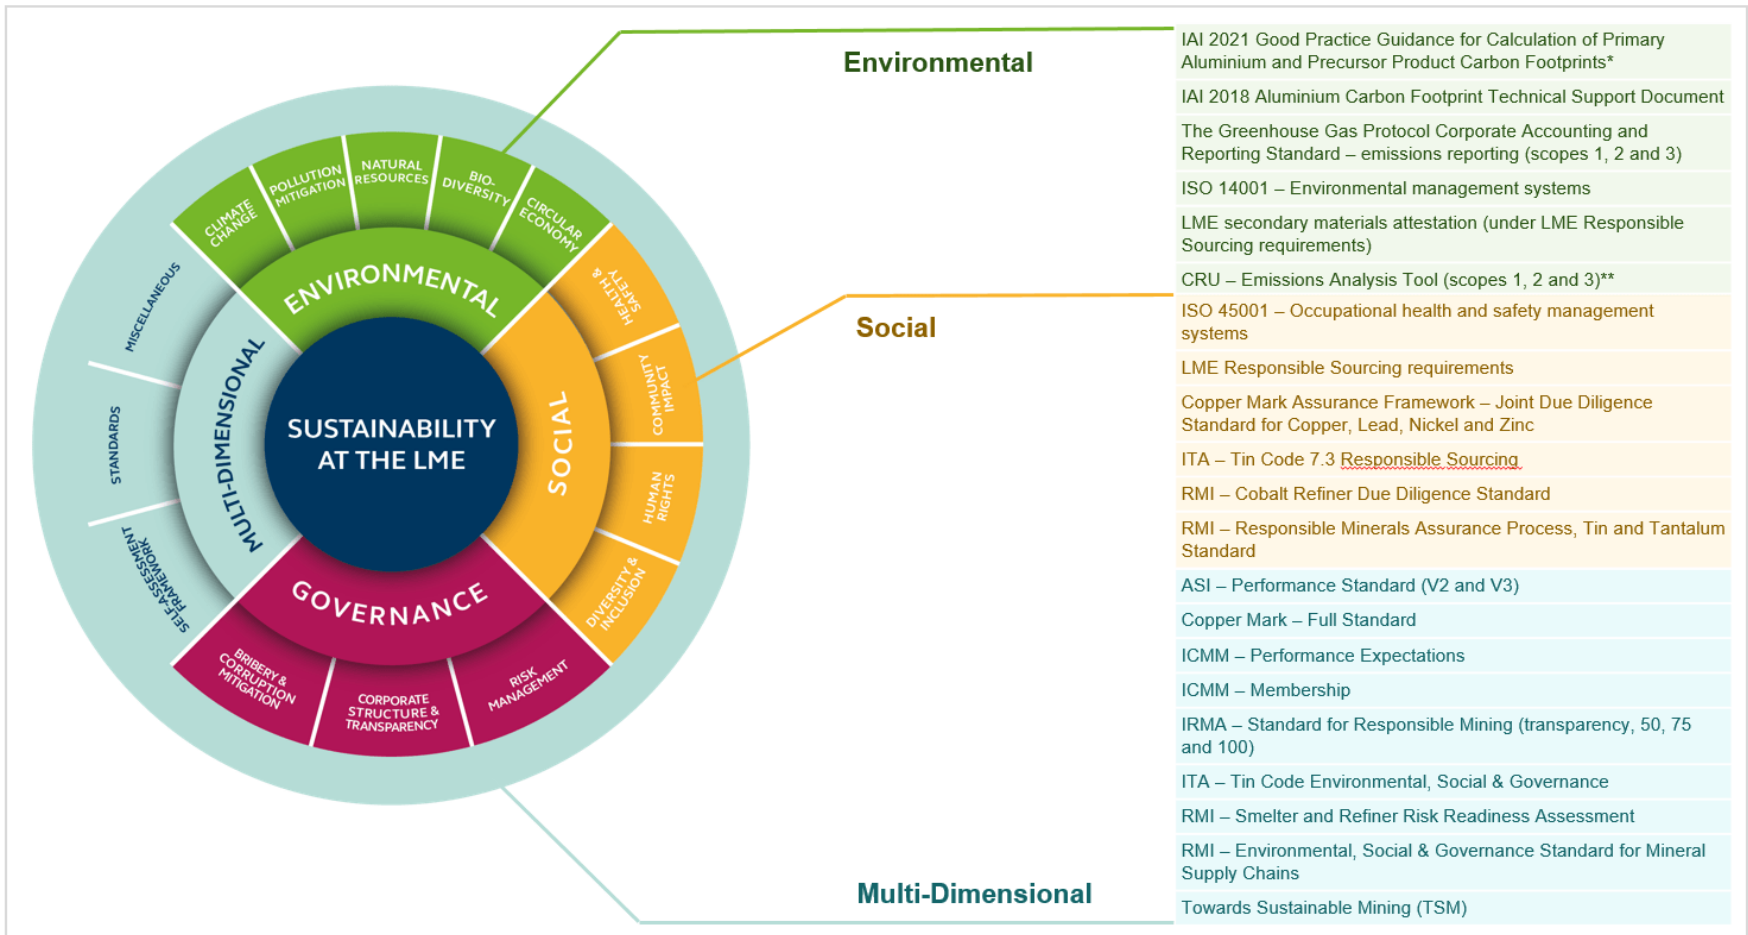 Environmental
IAI 2021 Good Practice Guidance for Calculation of Primary
Aluminium and Precursor Product Carbon Footprints*
IAI 2018 Aluminium Carbon Footprint Technical Support Document
The Greenhouse Gas Protocol Corporate Accounting and
Reporting Standard – emissions reporting (scopes 1, 2 and 3)
ISO 14001 – Environmental management systems
LME secondary materials attestation (under LME Responsible
Sourcing requirements)
CRU – Emissions Analysis Tool (scopes 1, 2 and 3)**
Social
ISO 45001 – Occupational health and safety management
systems
LME Responsible Sourcing requirements
Copper Mark Assurance Framework – Joint Due Diligence
Standard for Copper, Lead, Nickel and Zinc
ITA – Tin Code 7.3 Responsible Sourcing
RMI – Cobalt Refiner Due Diligence Standard
RMI – Responsible Minerals Assurance Process, Tin and Tantalum
Standard
Multi-Dimensional
ASI – Performance Standard (V2 and V3)
Copper Mark – Full Standard
ICMM – Performance Expectations
ICMM – Membership
IRMA – Standard for Responsible Mining (transparency, 50, 75
and 100)
ITA – Tin Code Environmental, Social & Governance
RMI – Smelter and Refiner Risk Readiness Assessment
RMI – Environmental, Social & Governance Standard for Mineral
Supply Chains
Towards Sustainable Mining (TSM)
SUSTAINABILITY
AT THE LME
ENVIRONMENTAL
CLIMATE
CHANGE
POLLUTION
MITIGATION
NATURAL
RESOURCES
BIO-
DIVERSITY
CIRCULAR
ECONOMY
SOCIAL
HEALTH &
SAFETY
COMMUNITY
IMPACT
HUMAN
RIGHTS
DIVERSITY &
INCLUSION
GOVERNANCE
RISK
MANAGEMENT
CORPORATE
STRUCTURE &
TRANSPARENCY
BRIBERY &
CORRUPTION
MITIGATION
MULTI-DIMENSIONAL
SELF-ASSESSMENT
FRAMEWORK
STANDARDS
MISCELLANEOUS